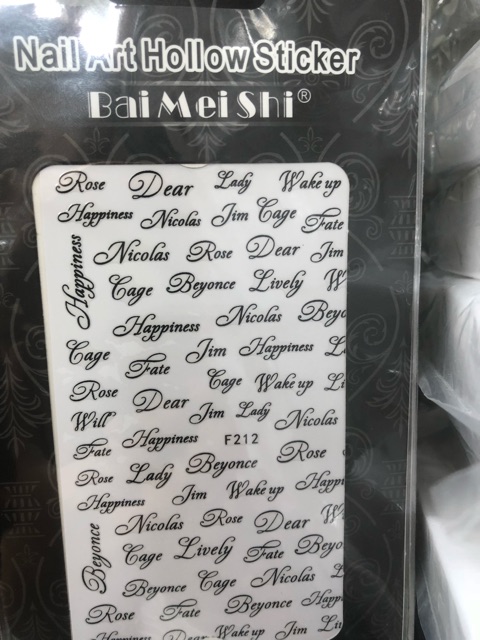 Nail Art Hollow Sticker
BaiMeiShi®
Rose Dear Lady Wake up
Happiness Nicolas Jim Cage Fate
Happiness Nicolas Rose Dear Jim
Cage Beyonce Lively
Happiness Nicolas
Cage Fate Jim Happiness
Rose Dear Cage Wake up
Will Jim Lady Nicolas
Fate Happiness F212
Rose Lady Beyonce Rose
Happiness Jim Wake up
Beyonce Nicolas Rose Dear
Cage Lively Fate
Beyonce Cage Nicolas
Rose Fate Beyonce
Happiness Dear Wake up Jim